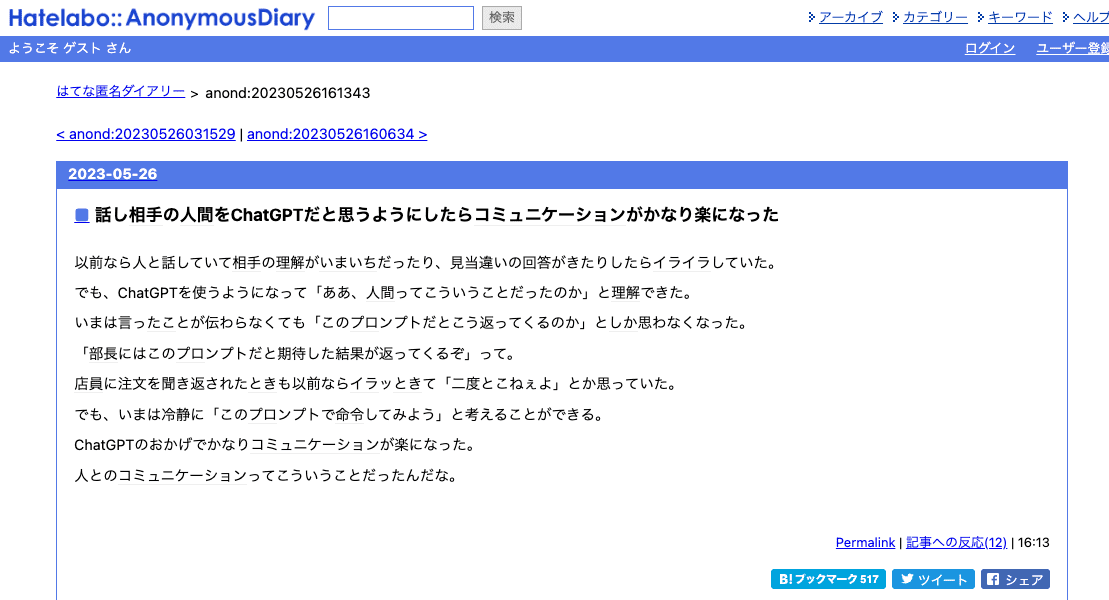 Hatelabo::AnonymousDiary 検索 アーカイブ カテゴリー キーワード ヘルプ
ようこそ ゲスト さん ログイン ユーザー登録
はてな匿名ダイアリー > anond:20230526161343
< anond:20230526031529 | anond:20230526160634 >
2023-05-26
話し相手の人間をChatGPTだと思うようにしたらコミュニケーションがかなり楽になった
以前なら人と話していて相手の理解がいまいちだったり、見当違いの回答がきたりしたらイライラしていた。
でも、ChatGPTを使うようになって「ああ、人間ってこういうことだったのか」と理解できた。
いまは言ったことが伝わらなくても「このプロンプトだとこう返ってくるのか」としか思わなくなった。
「部長にはこのプロンプトだと期待した結果が返ってくるぞ」って。
店員に注文を聞き返されたときも以前ならイラッときて「二度とこねぇよ」とか思っていた。
でも、いまは冷静に「このプロンプトで命令してみよう」と考えることができる。
ChatGPTのおかげでかなりコミュニケーションが楽になった。
人とのコミュニケーションってこういうことだったんだな。
Permalink | 記事への反応(12) | 16:13
B!ブックマーク 517 ツイート シェア